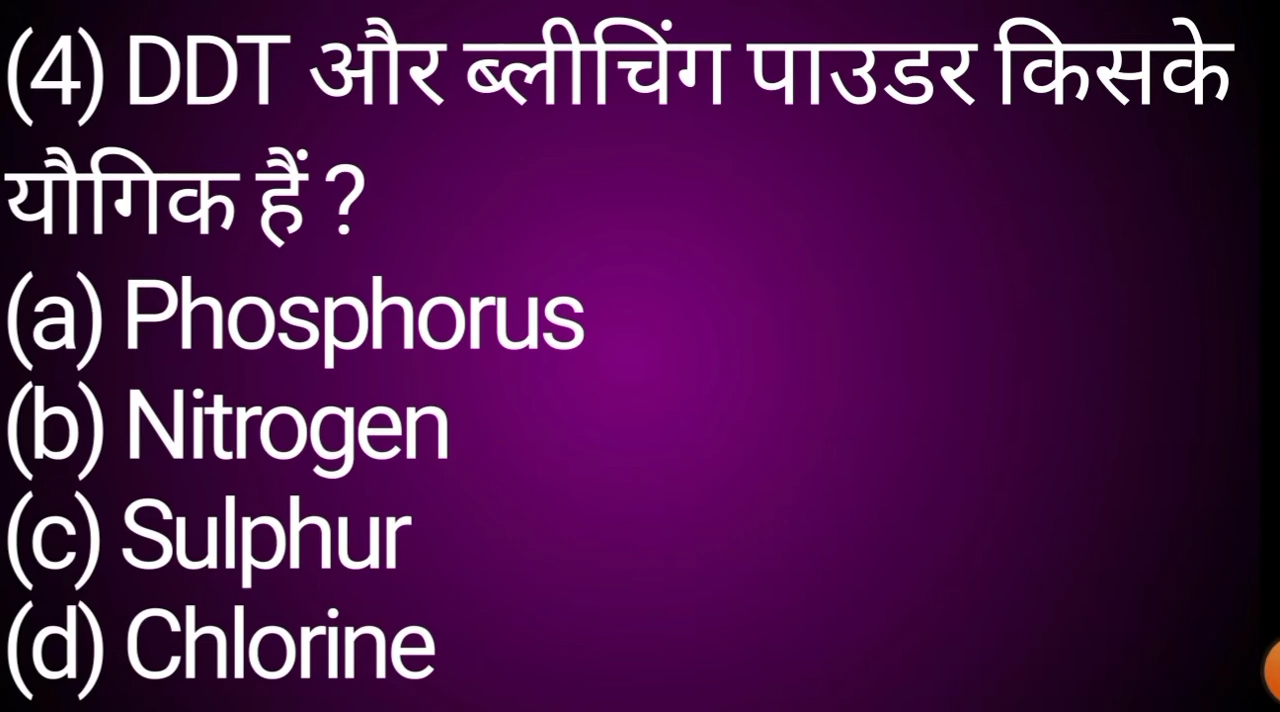 (4) DDT और ब्लीचिंग पाउडर किसके
यौगिक हैं ?
(a) Phosphorus
(b) Nitrogen
(c) Sulphur
(d) Chlorine